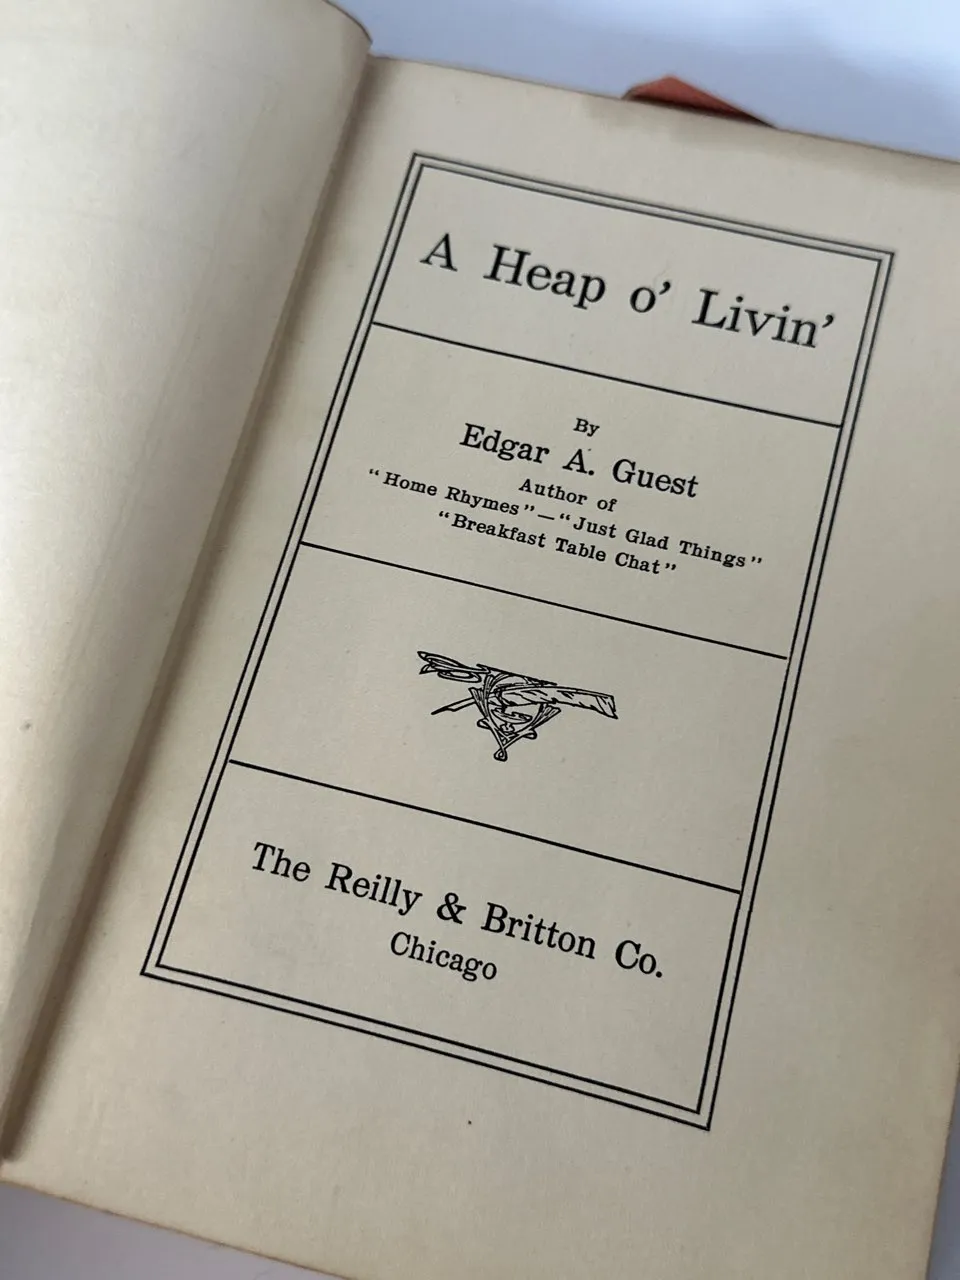 A Heap o' Livin'
By
Edgar A. Guest
Author of
"Home Rhymes"—"Just Glad Things"
"Breakfast Table Chat"
The Reilly & Britton Co.
Chicago